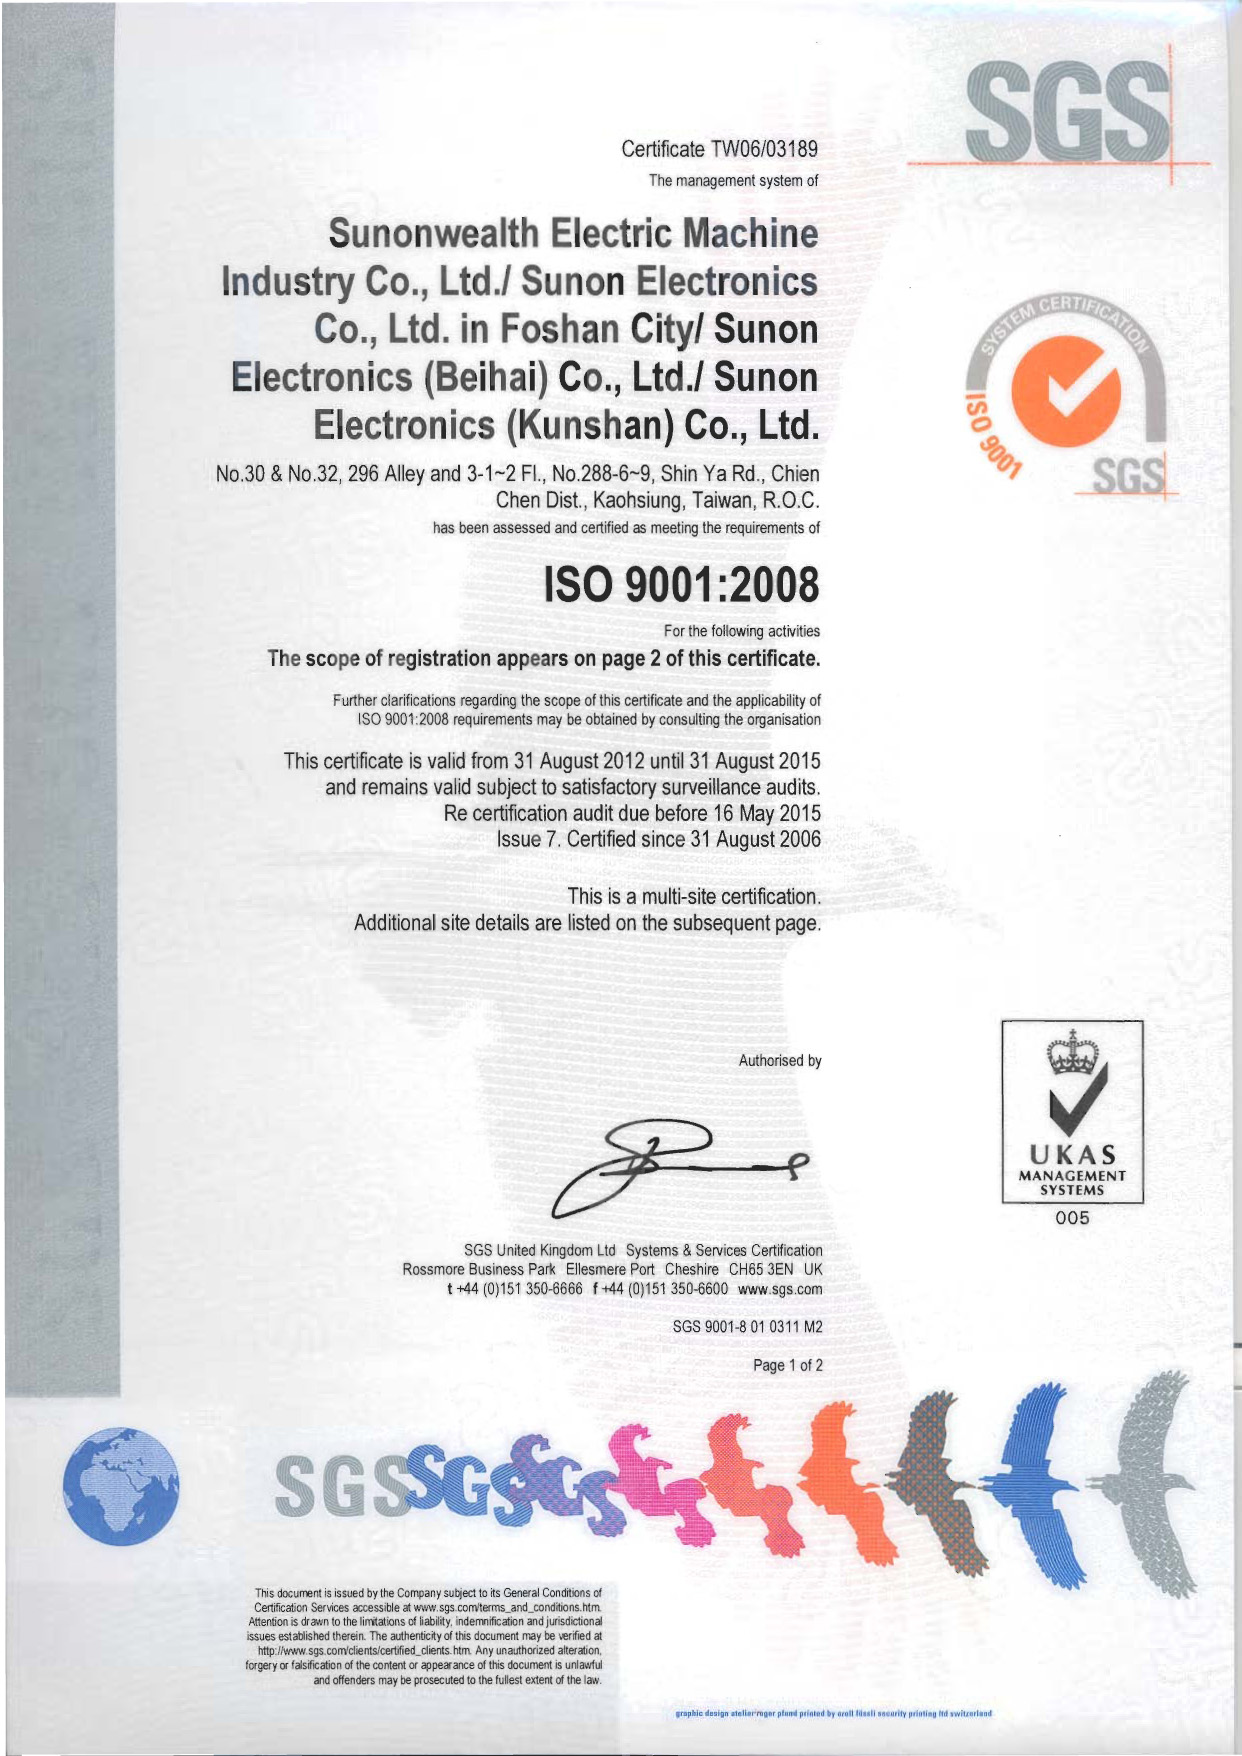 SGS
Certificate TW06/03189
The management system of
Sunonwealth Electric Machine
Industry Co., Ltd./ Sunon Electronics
Co., Ltd. in Foshan City/ Sunon
Electronics (Beihai) Co., Ltd./ Sunon
Electronics (Kunshan) Co., Ltd.
No.30 & No.32, 296 Alley and 3-1~2 Fl., No.288-6~9, Shin Ya Rd., Chien
Chen Dist., Kaohsiung, Taiwan, R.O.C.
has been assessed and certified as meeting the requirements of
SYSTEM CERTIFICATION
ISO 9001
SGS
ISO 9001:2008
For the following activities
The scope of registration appears on page 2 of this certificate.
Further clarifications regarding the scope of this certificate and the applicability of
ISO 9001:2008 requirements may be obtained by consulting the organisation
This certificate is valid from 31 August 2012 until 31 August 2015
and remains valid subject to satisfactory surveillance audits.
Re certification audit due before 16 May 2015
Issue 7. Certified since 31 August 2006
This is a multi-site certification.
Additional site details are listed on the subsequent page.
Authorised by
UKAS
MANAGEMENT
SYSTEMS
005
SGS United Kingdom Ltd Systems & Services Certification
Rossmore Business Park Ellesmere Port Cheshire CH65 3EN UK
t +44 (0)151 350-6666 f +44 (0)151 350-6600 www.sgs.com
SGS 9001-8 01 0311 M2
Page 1 of 2
SGS SGS SGS
This document is issued by the Company subject to its General Conditions of
Certification Services accessible at www.sgs.com/terms_and_conditions.htm.
Attention is drawn to the limitations of liability, indemnification and jurisdictional
issues established therein. The authenticity of this document may be verified at
http://www.sgs.com/clients/certified_clients.htm. Any unauthorized alteration,
forgery or falsification of the content or appearance of this document is unlawful
and offenders may be prosecuted to the fullest extent of the law.
graphic design atelier roger pfund printed by orell füssli security printing ltd switzerland